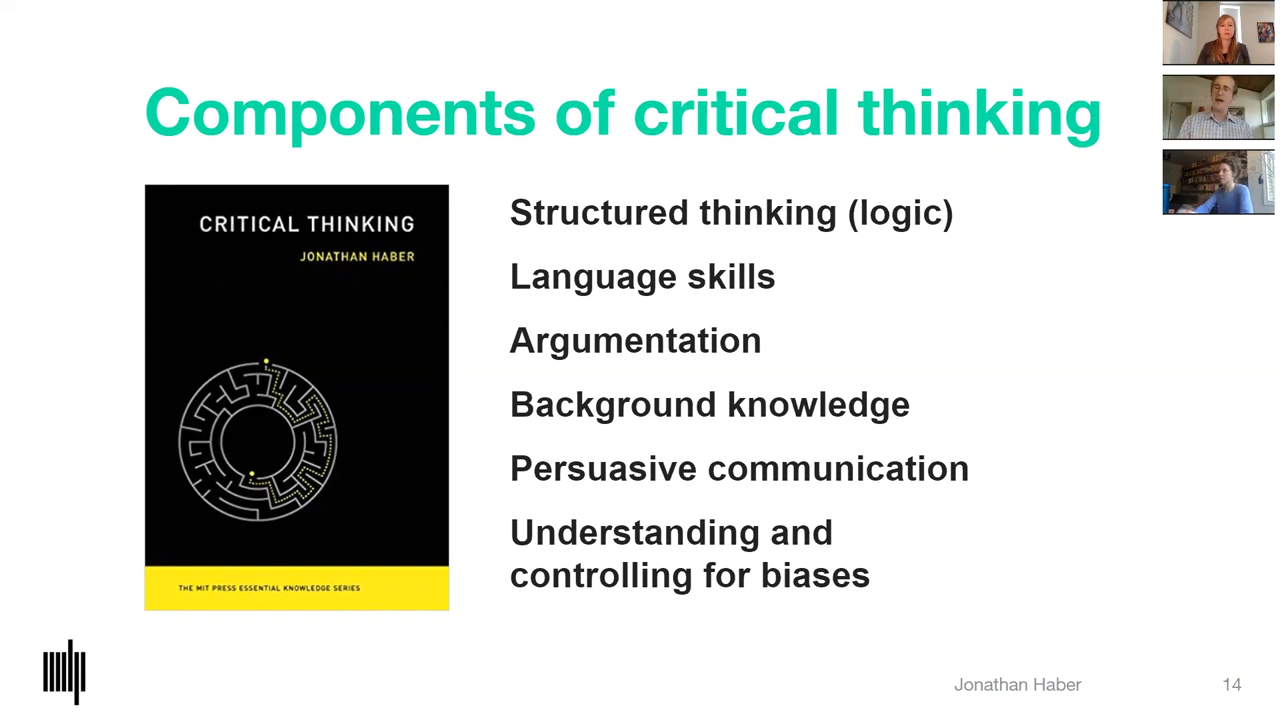 Components of critical thinking
CRITICAL THINKING
JONATHAN HABER
THE MIT PRESS ESSENTIAL KNOWLEDGE SERIES
Structured thinking (logic)
Language skills
Argumentation
Background knowledge
Persuasive communication
Understanding and
controlling for biases
Jonathan Haber
14